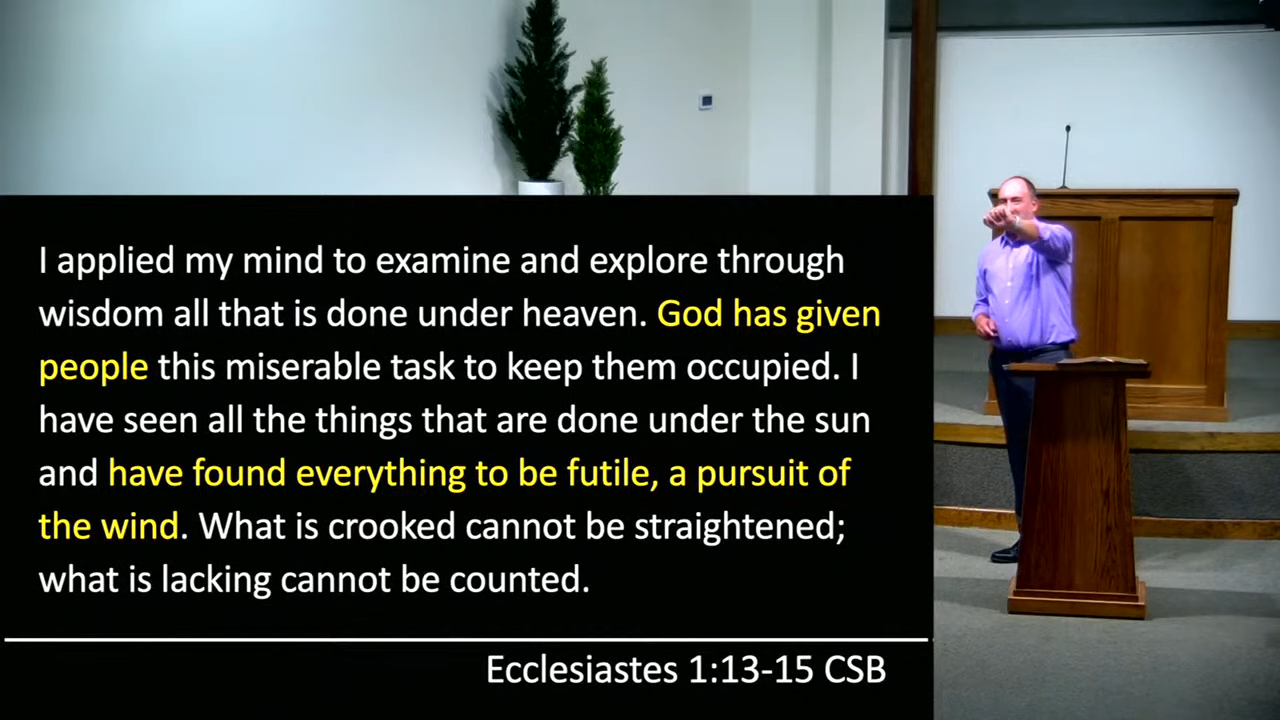 I applied my mind to examine and explore through
wisdom all that is done under heaven. God has given
people this miserable task to keep them occupied. I
have seen all the things that are done under the sun
and have found everything to be futile, a pursuit of
the wind. What is crooked cannot be straightened;
what is lacking cannot be counted.
Ecclesiastes 1:13-15 CSB